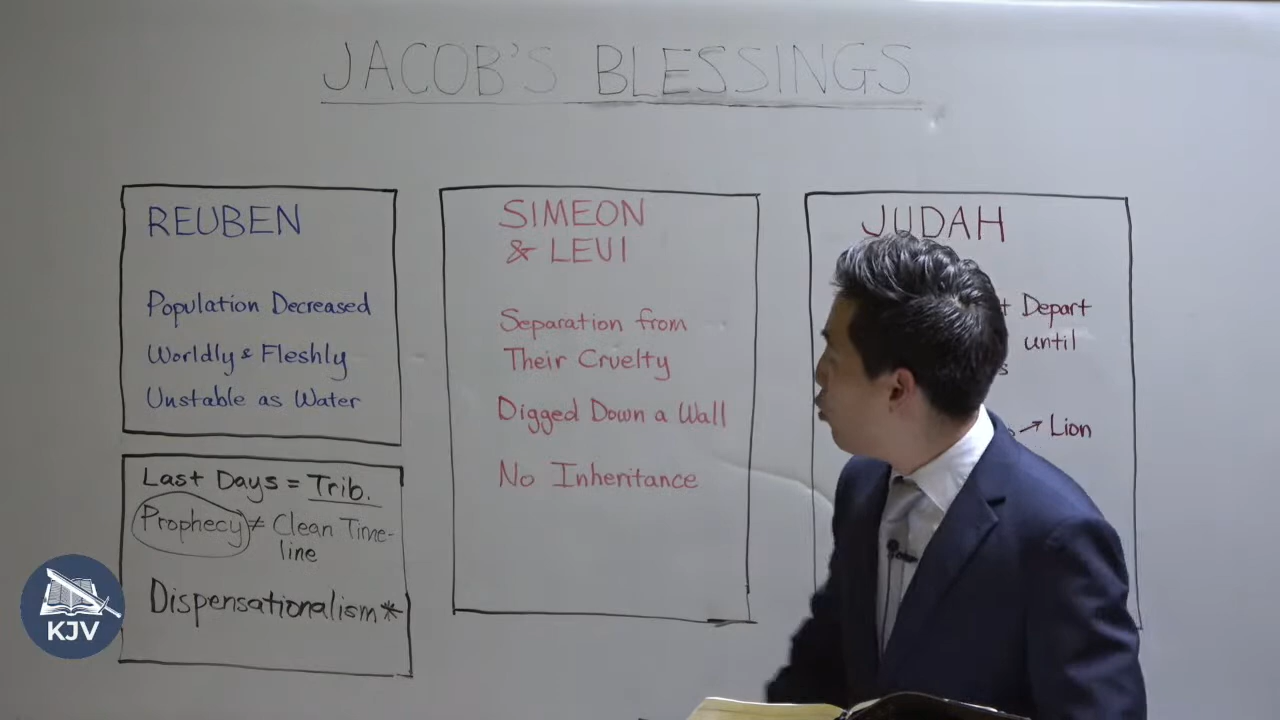 JACOB'S BLESSINGS
REUBEN
Population Decreased
Worldly & Fleshly
Unstable as Water
Last Days = Trib.
Prophecy ≠ Clean Time-
line
Dispensationalism*
SIMEON
& LEVI
Separation from
Their Cruelty
Digged Down a Wall
No Inheritance
JUDAH
Depart
until
→ Lion
KJV